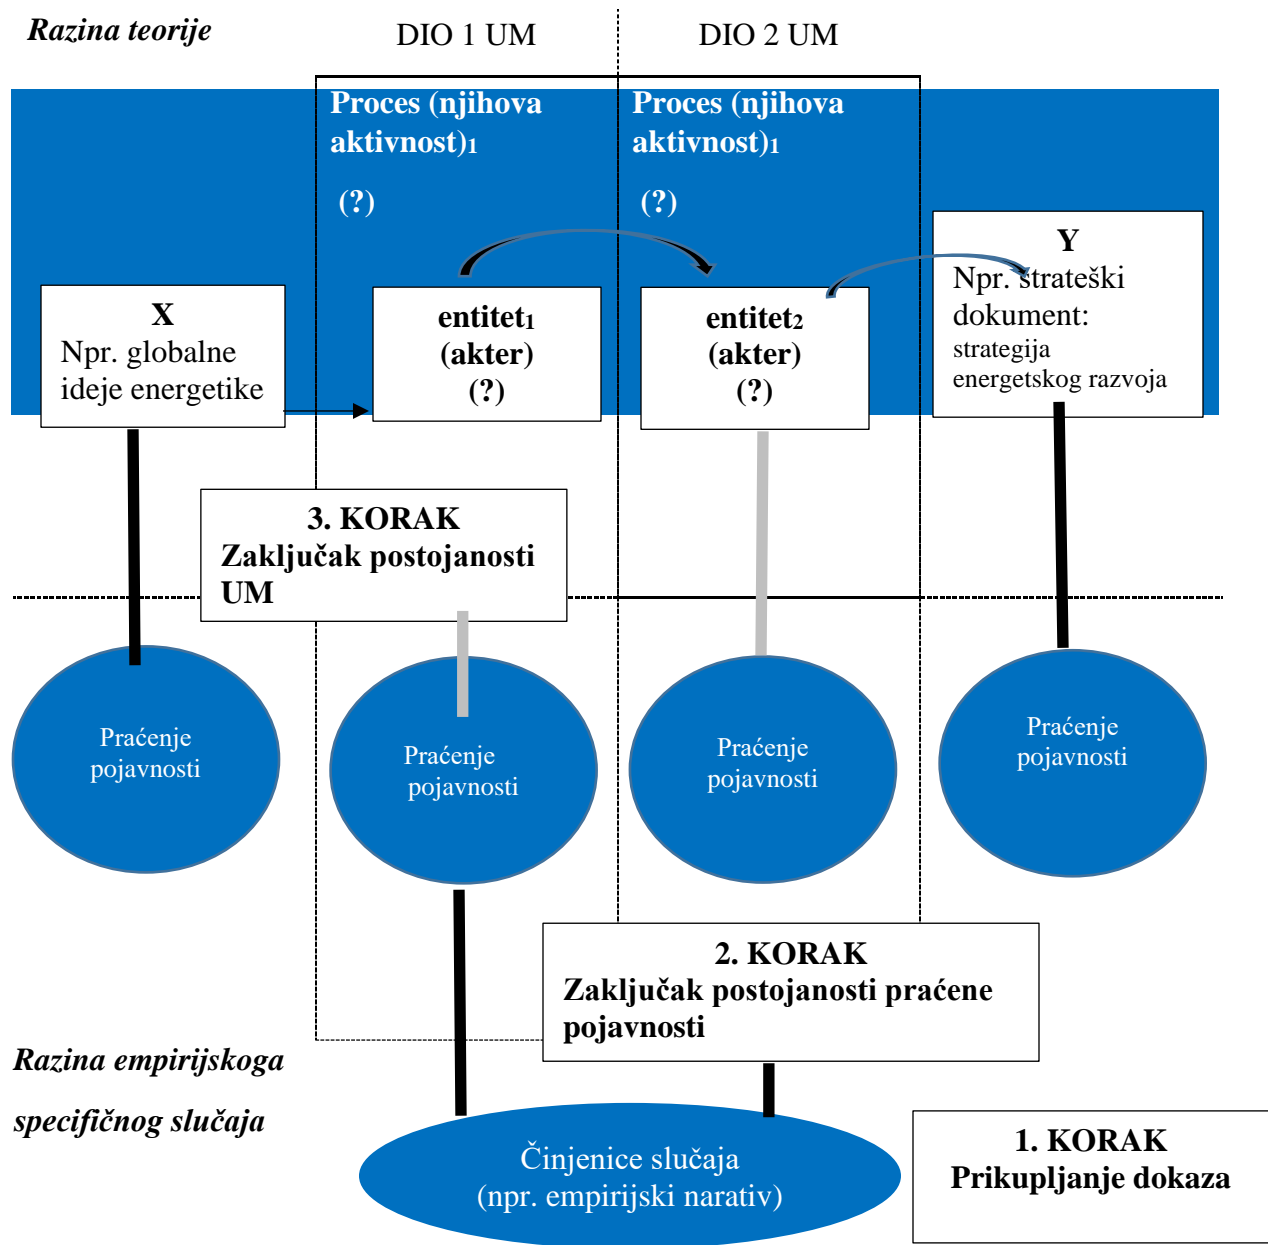 Razina teorije
DIO 1 UM
DIO 2 UM
Proces (njihova
aktivnost)1
(?)
Proces (njihova
aktivnost)1
(?)
X
Npr. globalne
ideje energetike
entitet1
(akter)
(?)
entitet2
(akter)
(?)
Y
Npr. strateški
dokument:
strategija
energetskog razvoja
3. KORAK
Zaključak postojanosti
UM
Praćenje
pojavnosti
Praćenje
pojavnosti
Praćenje
pojavnosti
Praćenje
pojavnosti
2. KORAK
Zaključak postojanosti praćene
pojavnosti
Razina empirijskoga
specifičnog slučaja
Činjenice slučaja
(npr. empirijski narativ)
1. KORAK
Prikupljanje dokaza